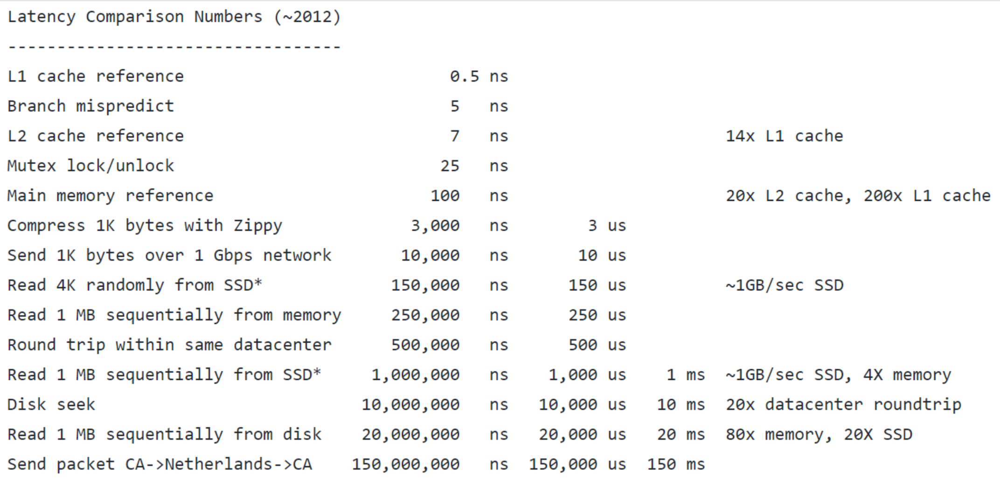 Latency Comparison Numbers (~2012)
----------------------------------
L1 cache reference                           0.5 ns
Branch mispredict                            5   ns
L2 cache reference                           7   ns                      14x L1 cache
Mutex lock/unlock                           25   ns
Main memory reference                      100   ns                      20x L2 cache, 200x L1 cache
Compress 1K bytes with Zippy             3,000   ns        3 us
Send 1K bytes over 1 Gbps network       10,000   ns       10 us
Read 4K randomly from SSD*             150,000   ns      150 us          ~1GB/sec SSD
Read 1 MB sequentially from memory     250,000   ns      250 us
Round trip within same datacenter      500,000   ns      500 us
Read 1 MB sequentially from SSD*     1,000,000   ns    1,000 us    1 ms  ~1GB/sec SSD, 4X memory
Disk seek                           10,000,000   ns   10,000 us   10 ms  20x datacenter roundtrip
Read 1 MB sequentially from disk    20,000,000   ns   20,000 us   20 ms  80x memory, 20X SSD
Send packet CA->Netherlands->CA    150,000,000   ns  150,000 us  150 ms